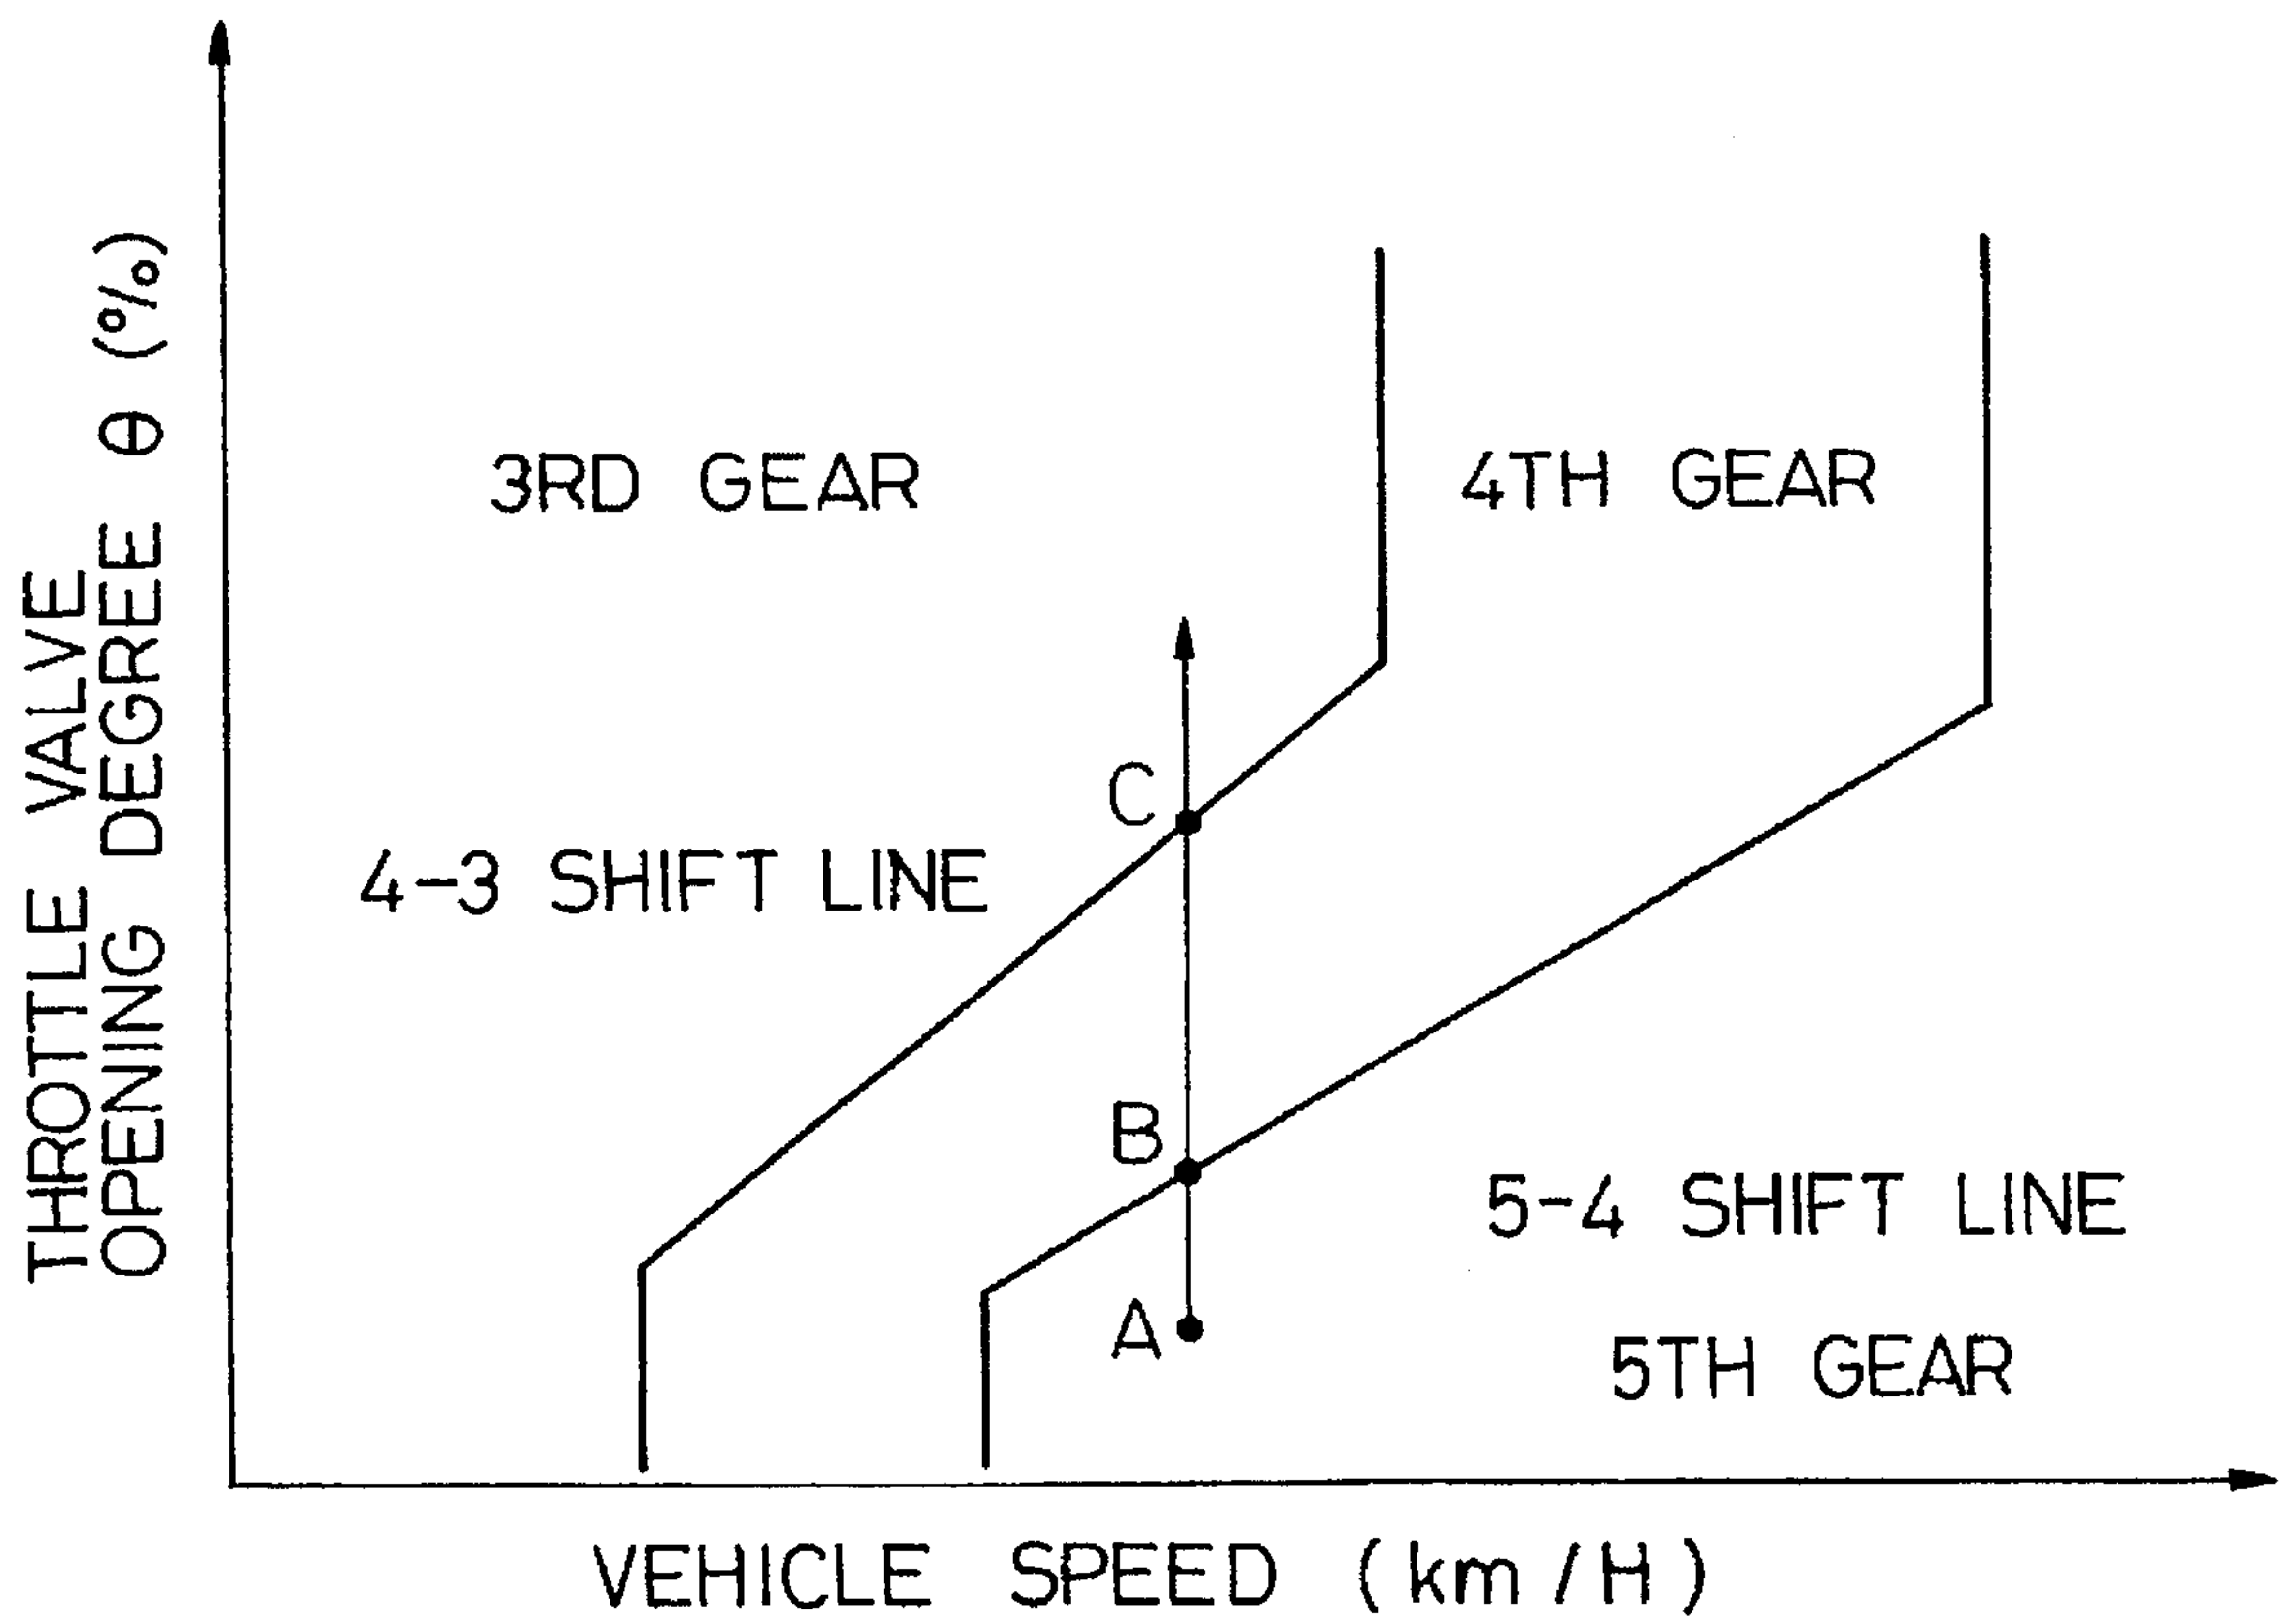 THROTTLE VALVE
OPENING DEGREE θ (%)
3RD GEAR
4TH GEAR
C
4-3 SHIFT LINE
B
5-4 SHIFT LINE
A
5TH GEAR
VEHICLE SPEED (km/H)